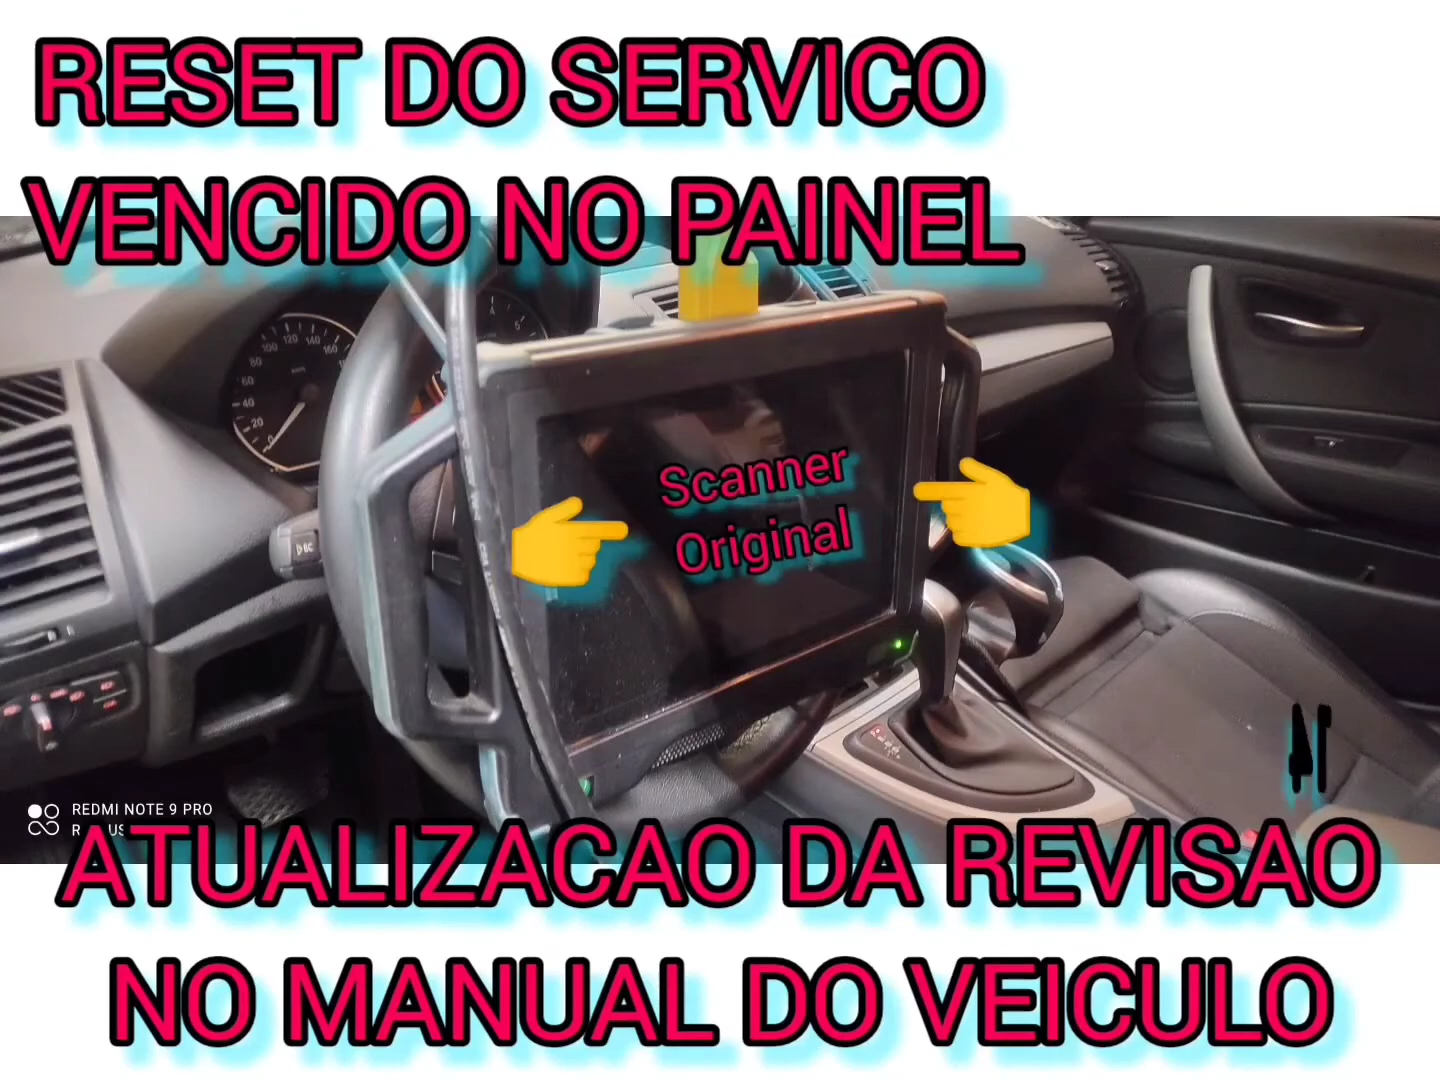 RESET DO SERVICO
VENCIDO NO PAINEL
Scanner
Original
REDMI NOTE 9 PRO
ATUALIZACAO DA REVISAO
NO MANUAL DO VEICULO